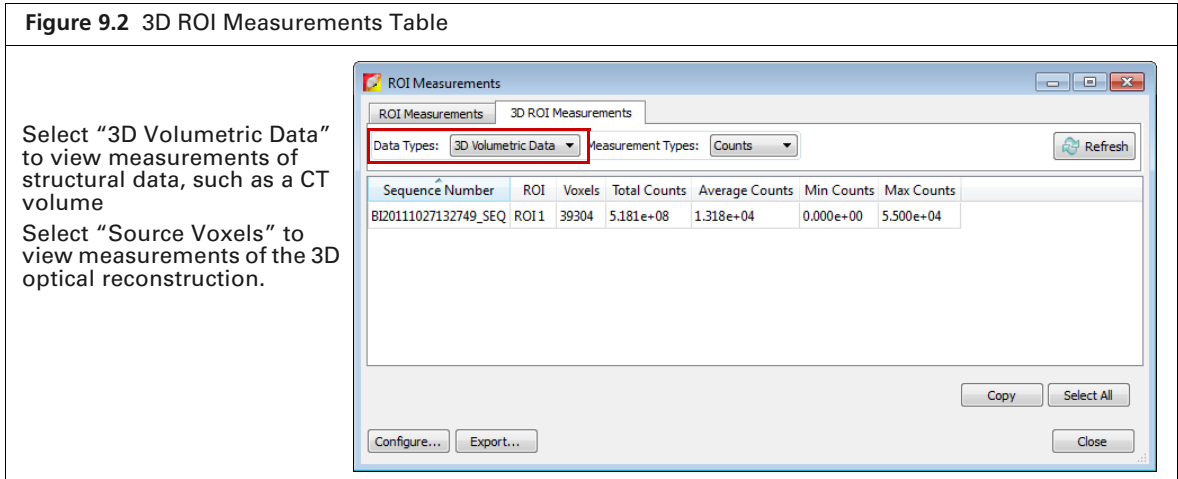 Figure 9.2 3D ROI Measurements Table
Select “3D Volumetric Data”
to view measurements of
structural data, such as a CT
volume
Select “Source Voxels” to
view measurements of the 3D
optical reconstruction.
ROI Measurements
ROI Measurements 3D ROI Measurements
Data Types: 3D Volumetric Data Measurement Types: Counts Refresh
Sequence Number ROI Voxels Total Counts Average Counts Min Counts Max Counts
BI20111027132749_SEQ ROI 1 39304 5.181e+08 1.318e+04 0.000e+00 5.500e+04
Copy Select All
Configure... Export... Close